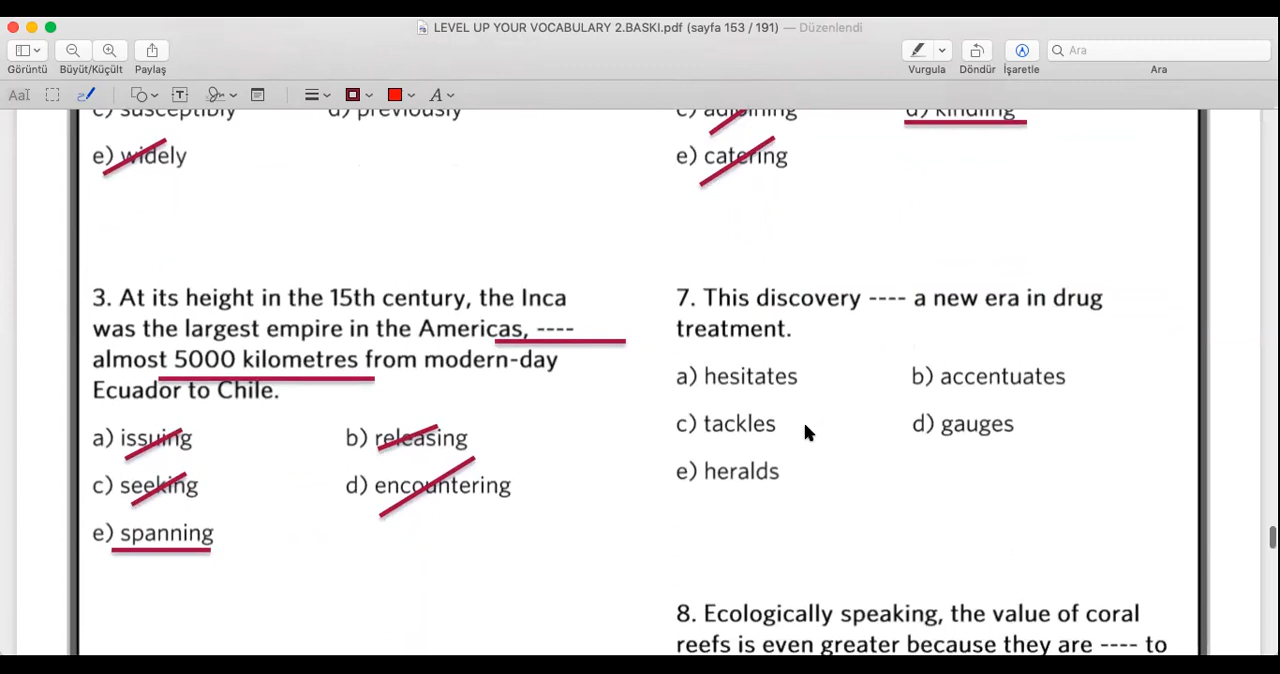 LEVEL UP YOUR VOCABULARY 2.BASKI.pdf (sayfa 153 / 191) — Düzenlendi
Görüntü Büyüt/Küçült Paylaş Vurgula Döndür İşaretle Ara
Ara
c) susceptibly d) previously
e) widely
3. At its height in the 15th century, the Inca
was the largest empire in the Americas, ----
almost 5000 kilometres from modern-day
Ecuador to Chile.
a) issuing b) releasing
c) seeking d) encountering
e) spanning
c) adjoining d) kindling
e) catering
7. This discovery ---- a new era in drug
treatment.
a) hesitates b) accentuates
c) tackles d) gauges
e) heralds
8. Ecologically speaking, the value of coral
reefs is even greater because they are ---- to